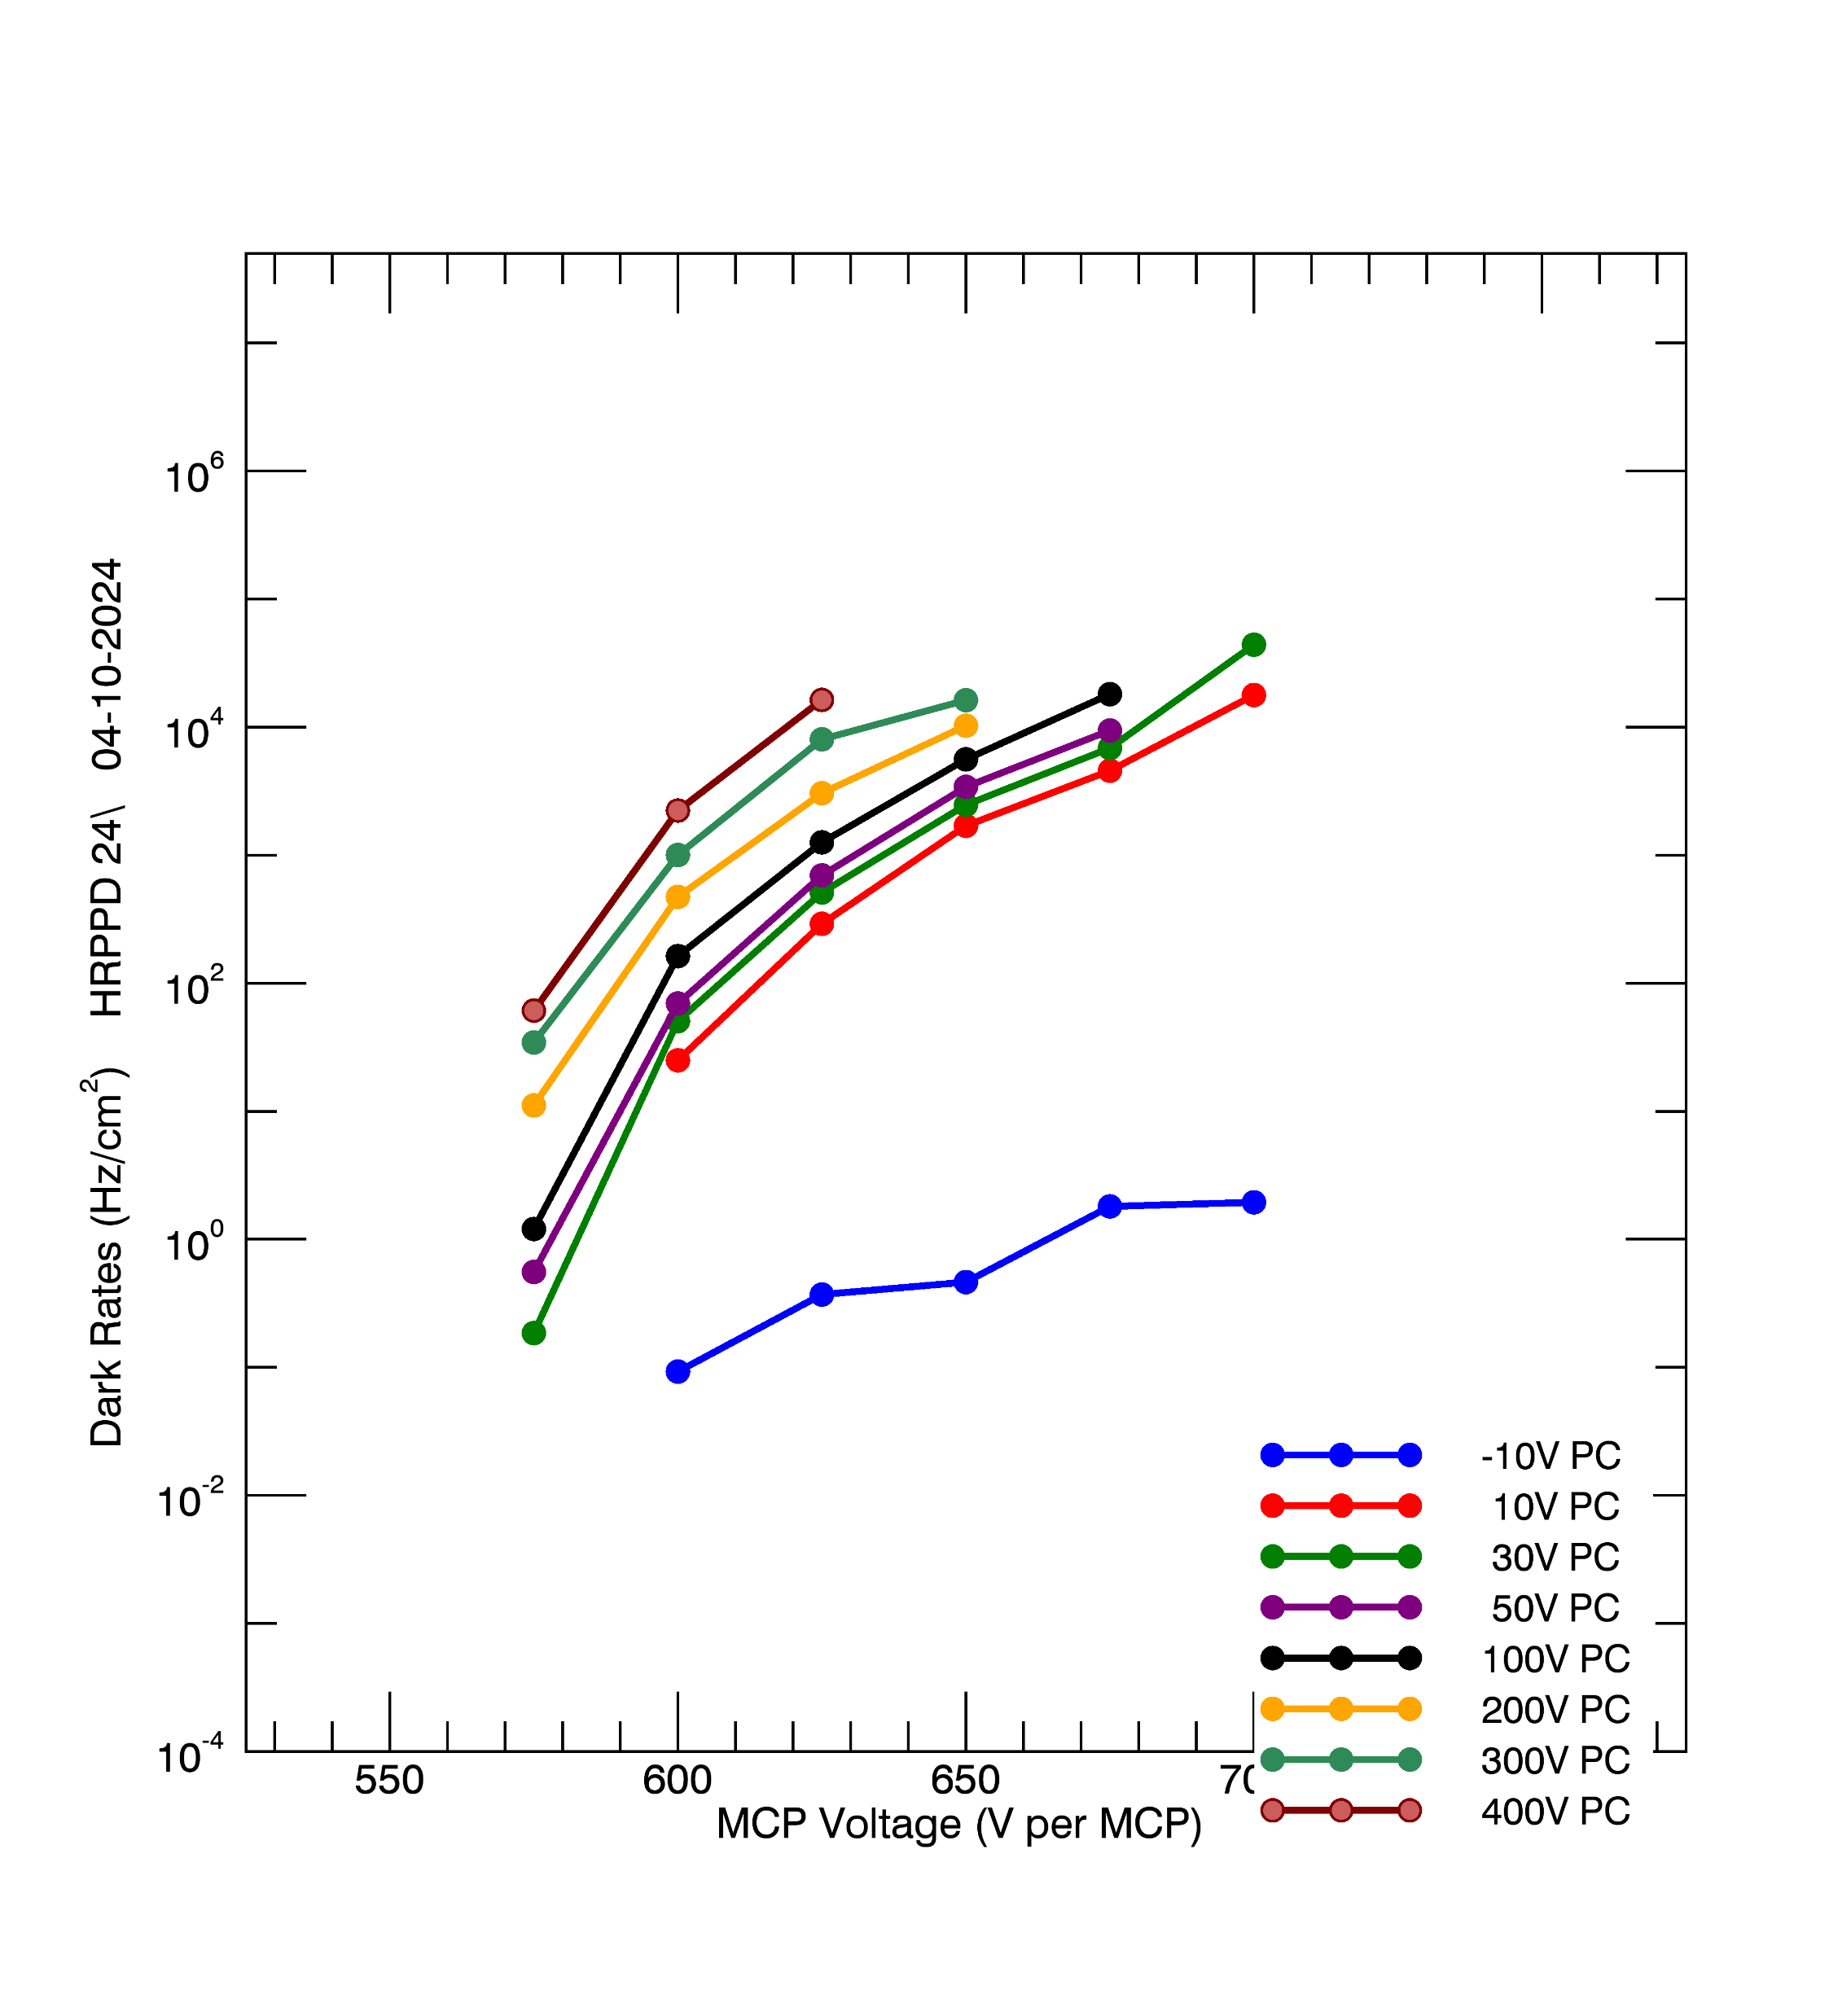 10^6
10^4
10^2
10^0
10^-2
10^-4
Dark Rates (Hz/cm^2) HRPPD 24\ 04-10-2024
550 600 650 70
MCP Voltage (V per MCP)
-10V PC
10V PC
30V PC
50V PC
100V PC
200V PC
300V PC
400V PC